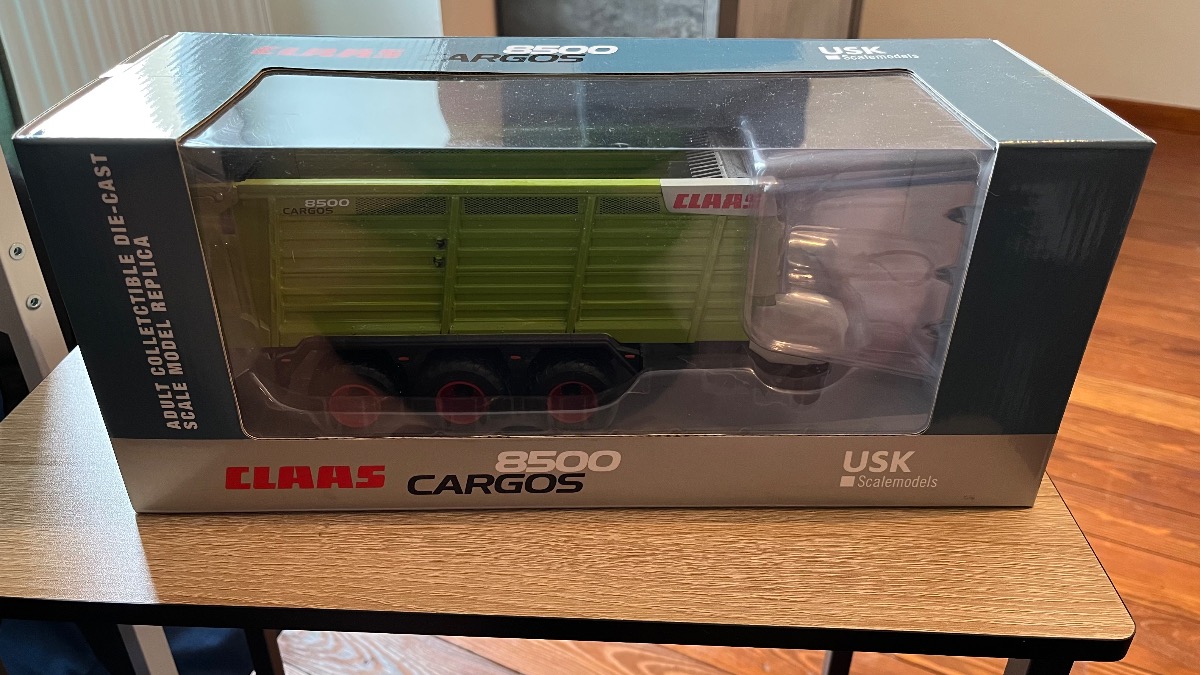 CLAAS
8500
CARGOS
USK
Scalemodels
ADULT COLLETCTIBLE DIE-CAST
SCALE MODEL REPLICA
8500
CARGOS
CLAAS
CLAAS
8500
CARGOS
USK
Scalemodels